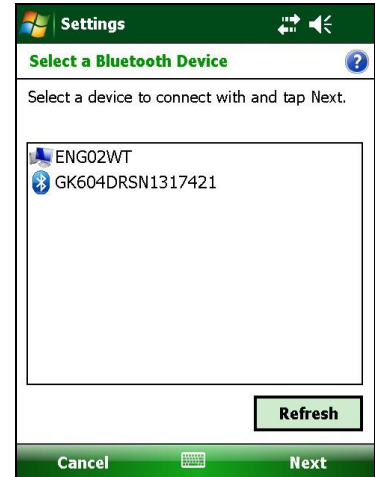 Settings
Select a Bluetooth Device
?
Select a device to connect with and tap Next.
ENG02WT
GK604DRSN1317421
Refresh
Cancel Next